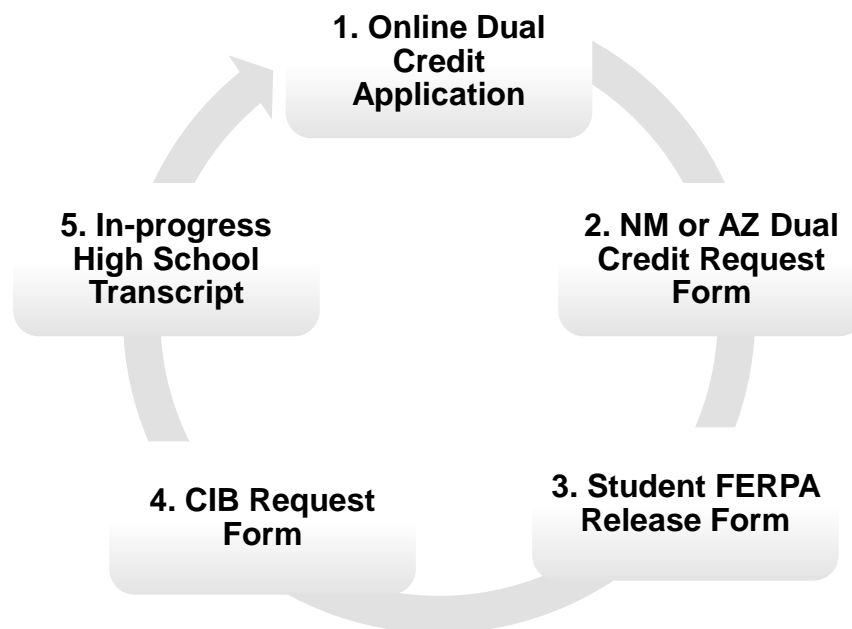 1. Online Dual
Credit
Application
2. NM or AZ Dual
Credit Request
Form
3. Student FERPA
Release Form
4. CIB Request
Form
5. In-progress
High School
Transcript